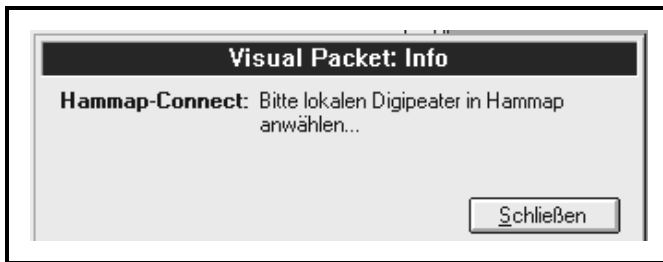 Visual Packet: Info
Hammap-Connect: Bitte lokalen Digipeater in Hammap
anwählen...
Schließen